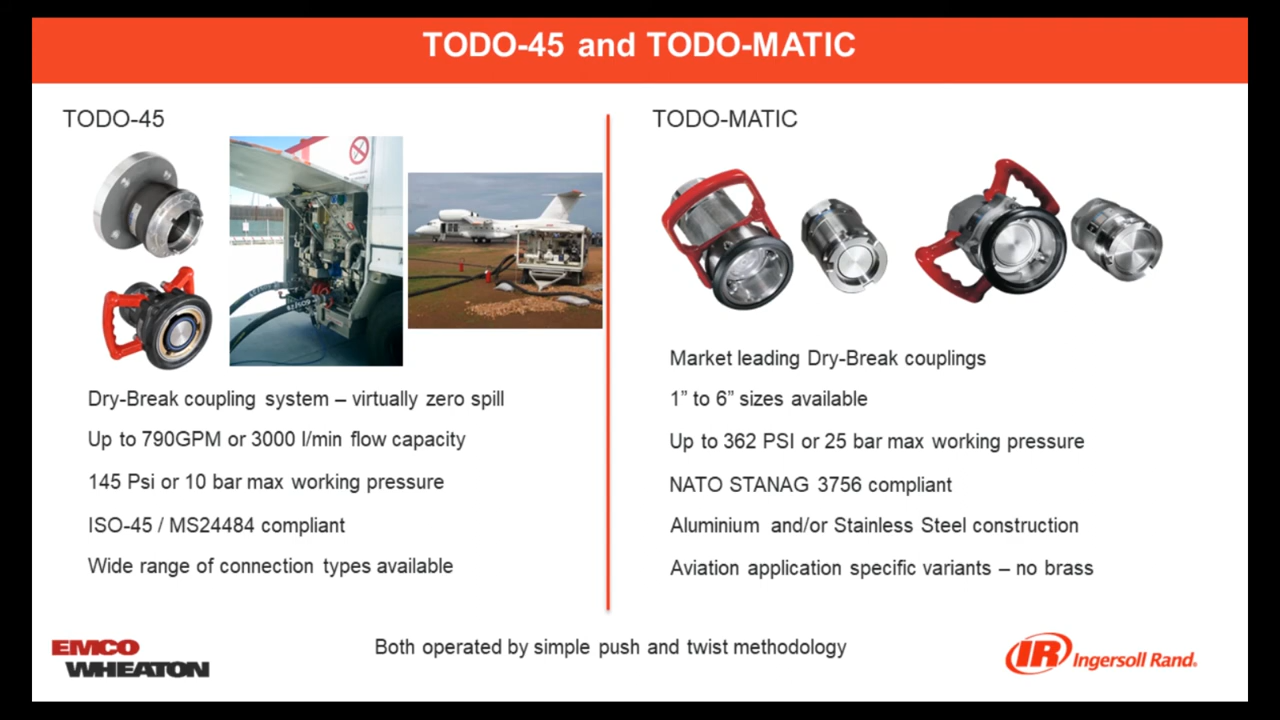 TODO-45 and TODO-MATIC
TODO-45
Dry-Break coupling system – virtually zero spill
Up to 790GPM or 3000 l/min flow capacity
145 Psi or 10 bar max working pressure
ISO-45 / MS24484 compliant
Wide range of connection types available
TODO-MATIC
Market leading Dry-Break couplings
1” to 6” sizes available
Up to 362 PSI or 25 bar max working pressure
NATO STANAG 3756 compliant
Aluminium and/or Stainless Steel construction
Aviation application specific variants – no brass
Both operated by simple push and twist methodology
EMCO
WHEATON
IR Ingersoll Rand®